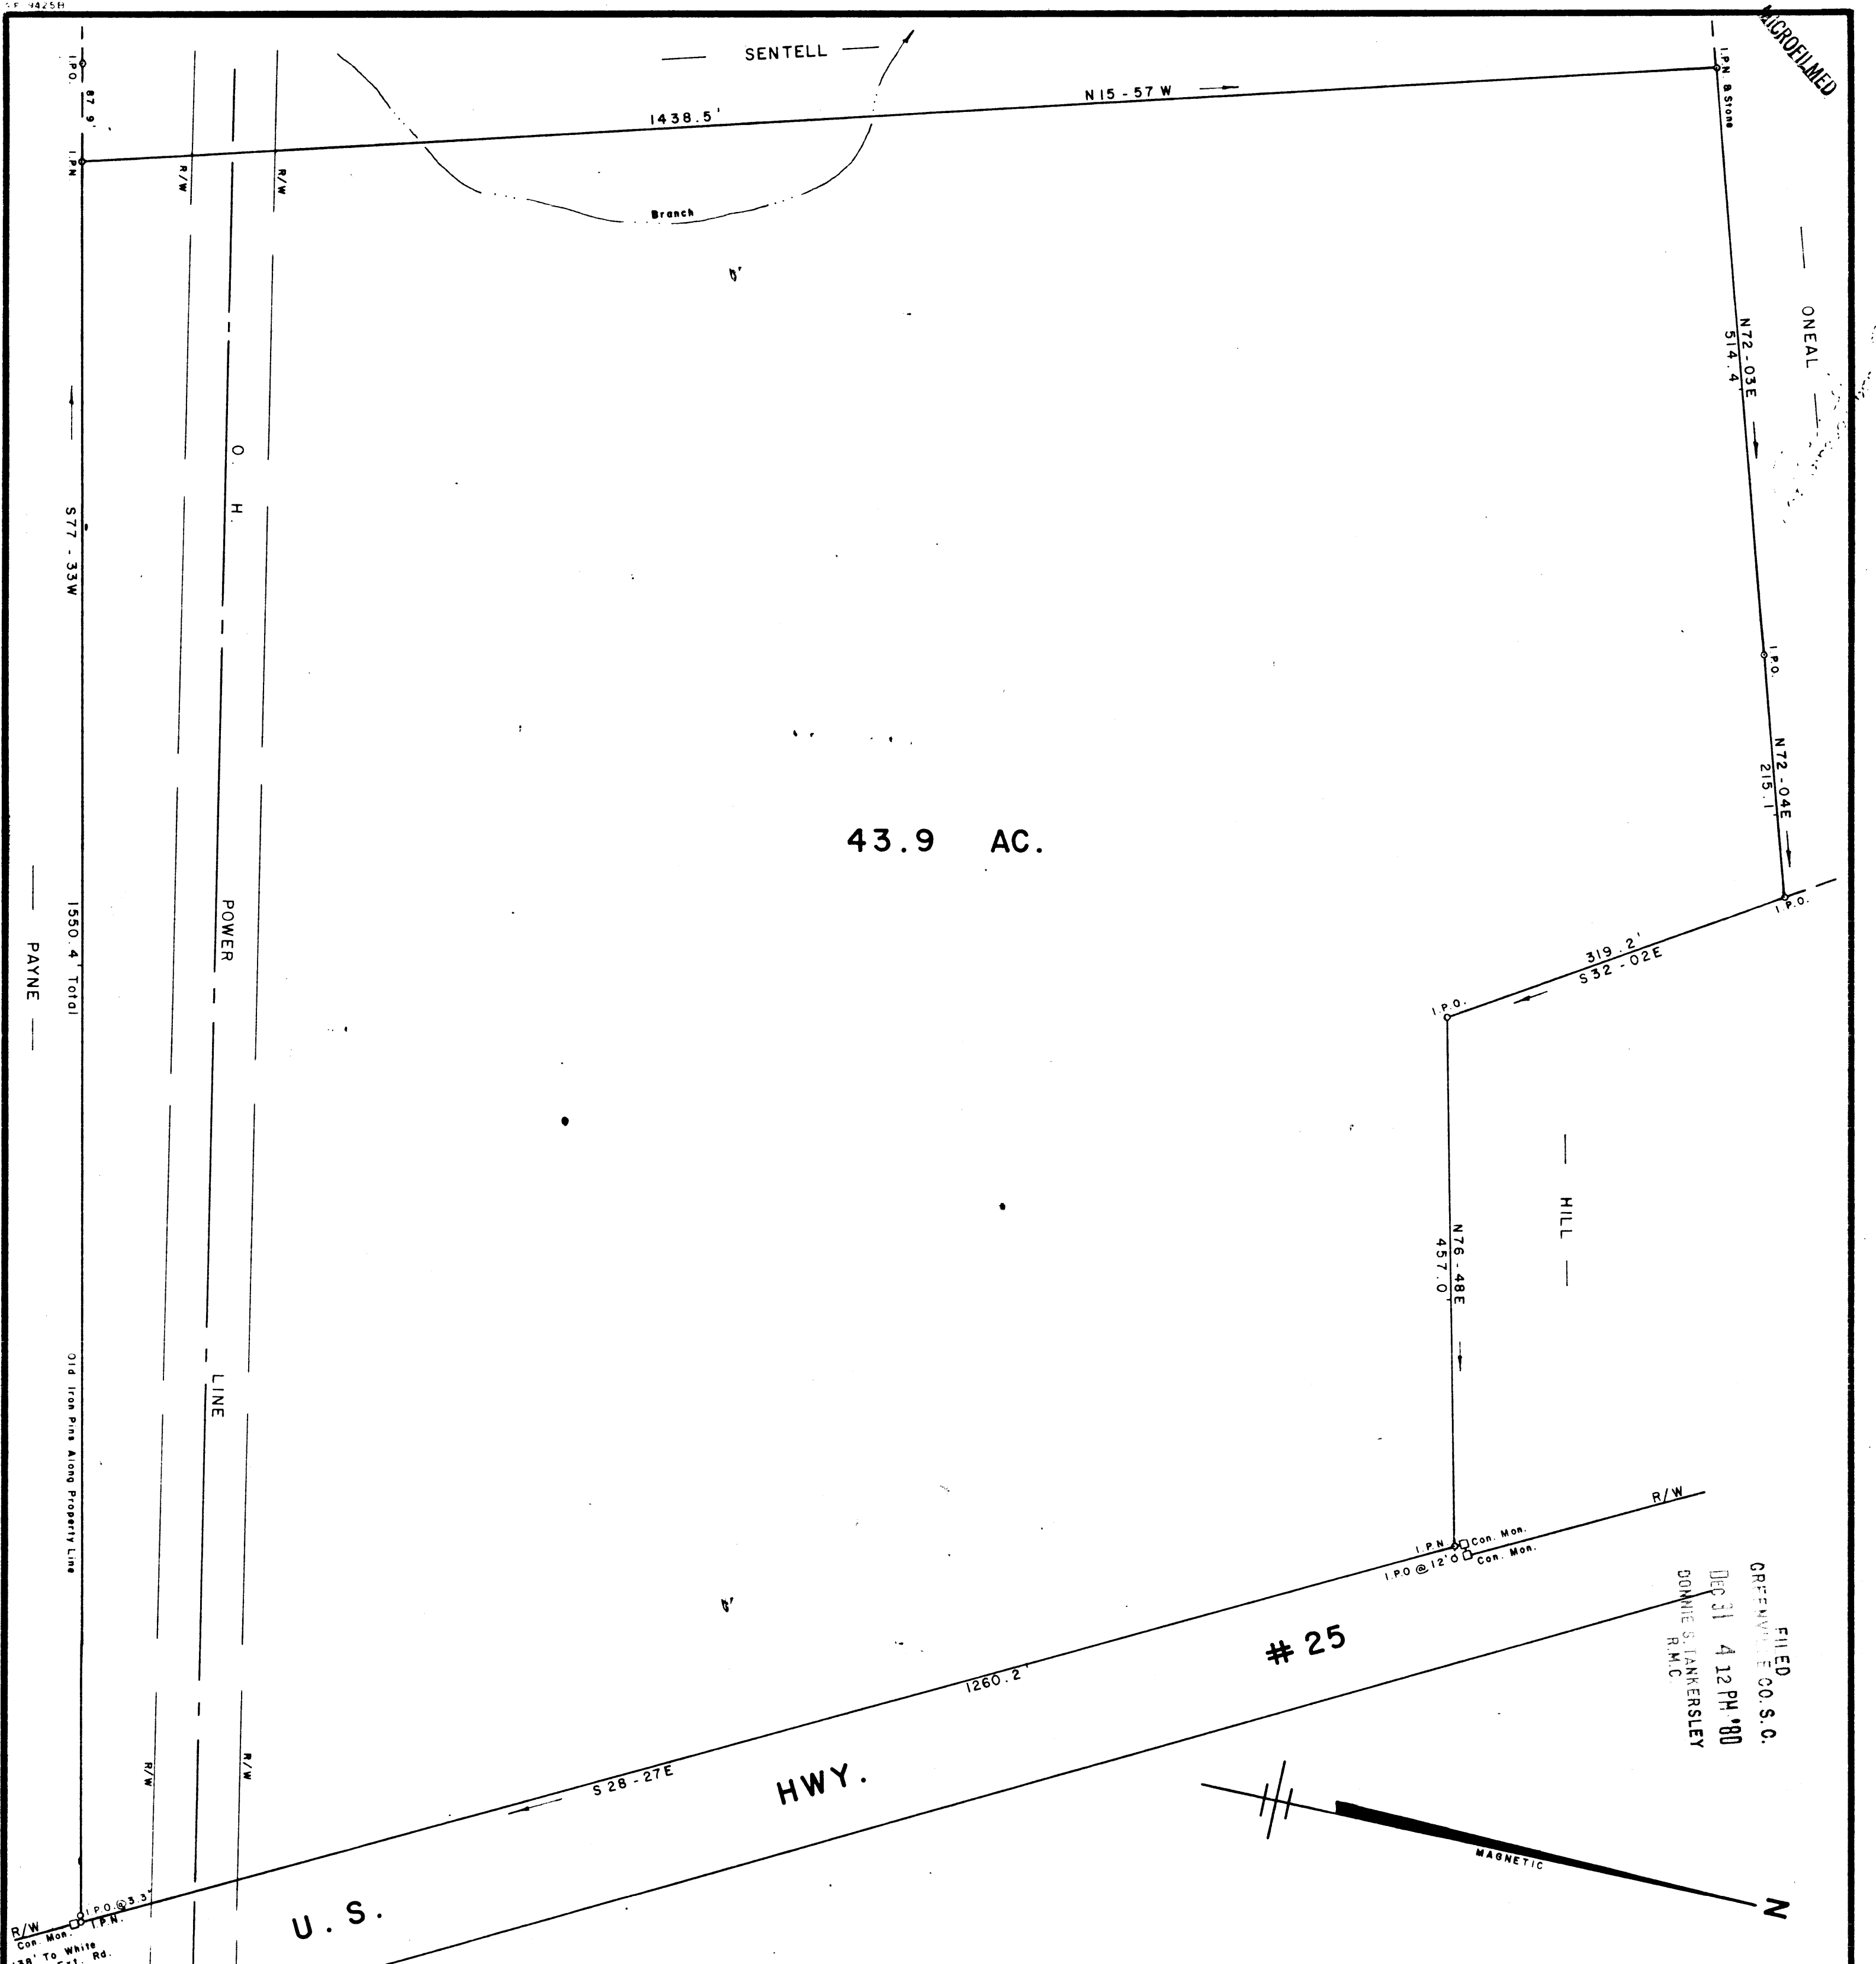 MICROFILMED
SENTELL
I.P.O.
87.9'
I.P.N
1438.5'
N15-57 W
I.P.N. & Stone
R/W
R/W
Branch
ONEAL
N72-03E
514.4'
O. H.
S77-33W
I.P.O.
N72-04E
215.1'
43.9 AC.
I.P.O.
POWER
1550.4' Total
PAYNE
319.2'
S32-02E
I.P.O.
HILL
N76-48E
457.0'
LINE
Old Iron Pins Along Property Line
R/W
I.P.N
Con. Mon.
I.P.O @ 12'
Con. Mon.
FILED
GREENVILLE CO. S. C.
DEC 31 4 12 PM '80
DONNIE S. TANKERSLEY
R.M.C.
# 25
1260.2'
S 28-27E
HWY.
R/W
R/W
MAGNETIC
N
U. S.
I.P.O. @ 3.3'
I.P.N.
R/W
Con. Mon.
To White
Rd.